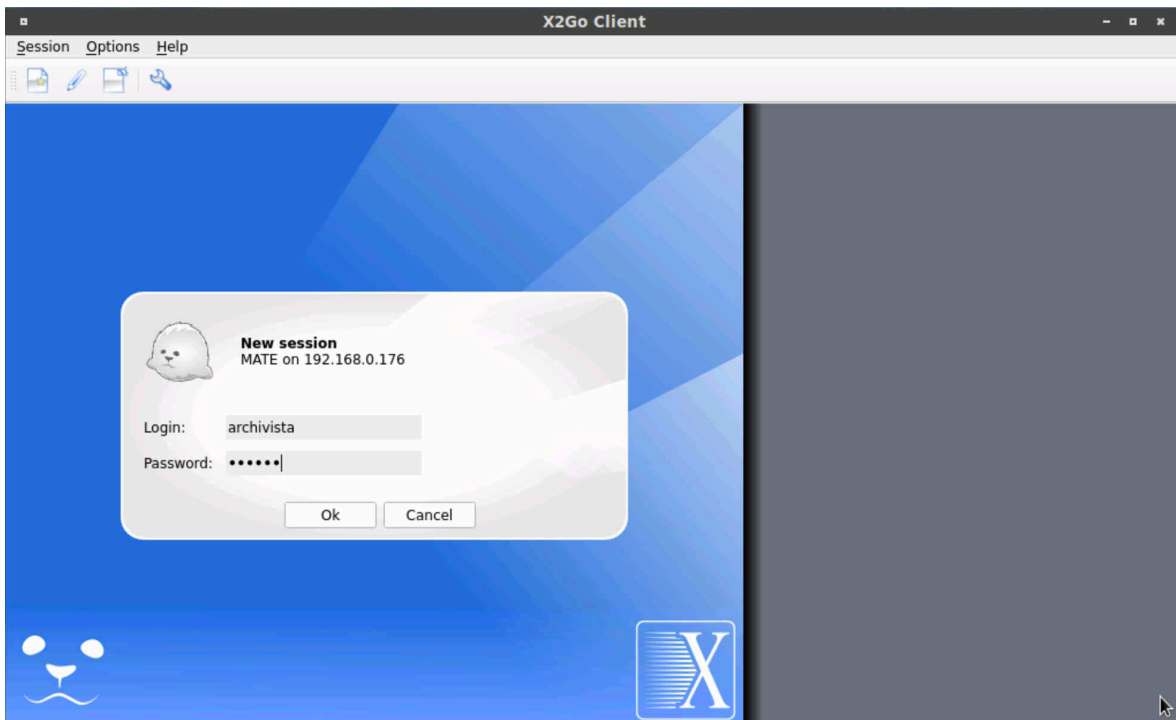 X2Go Client
Session Options Help
New session
MATE on 192.168.0.176
Login: archivista
Password: ••••••
Ok Cancel
X